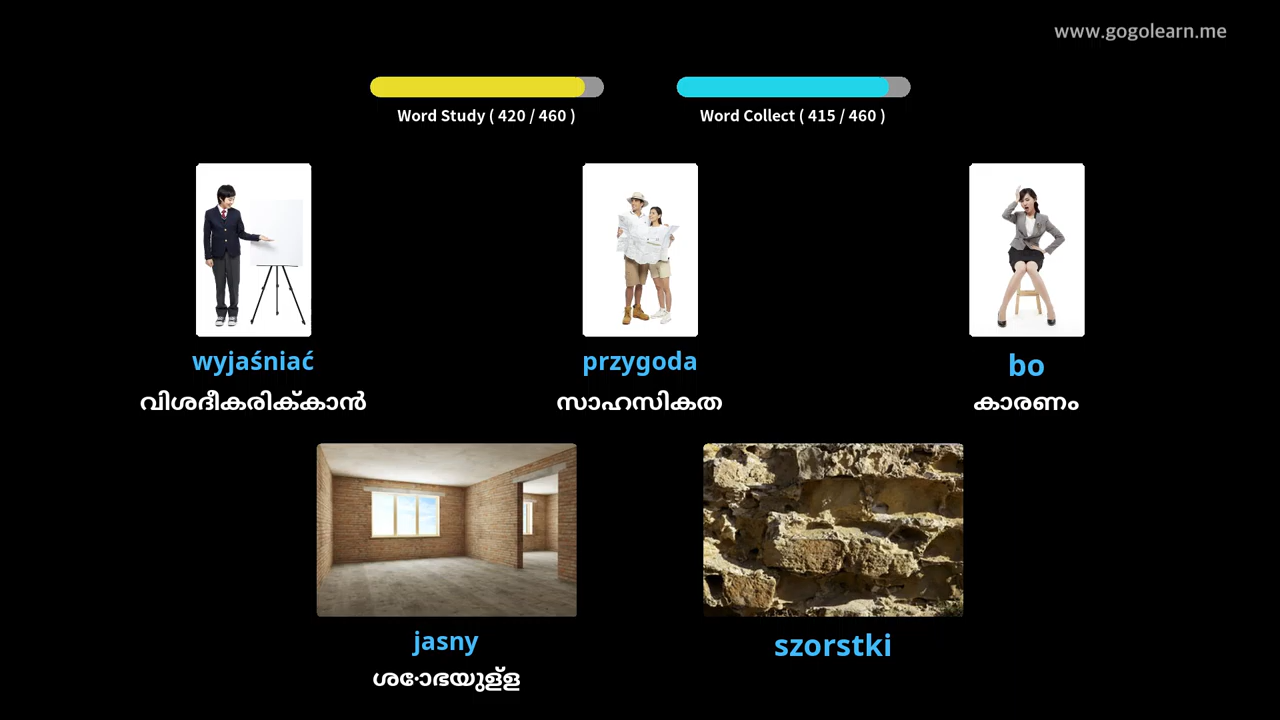 www.gogolearn.me
Word Study ( 420 / 460 )
Word Collect ( 415 / 460 )
wyjaśniać
വിശദീകരിക്കാൻ
przygoda
സാഹസികത
bo
കാരണം
jasny
ശോഭയുള്ള
szorstki